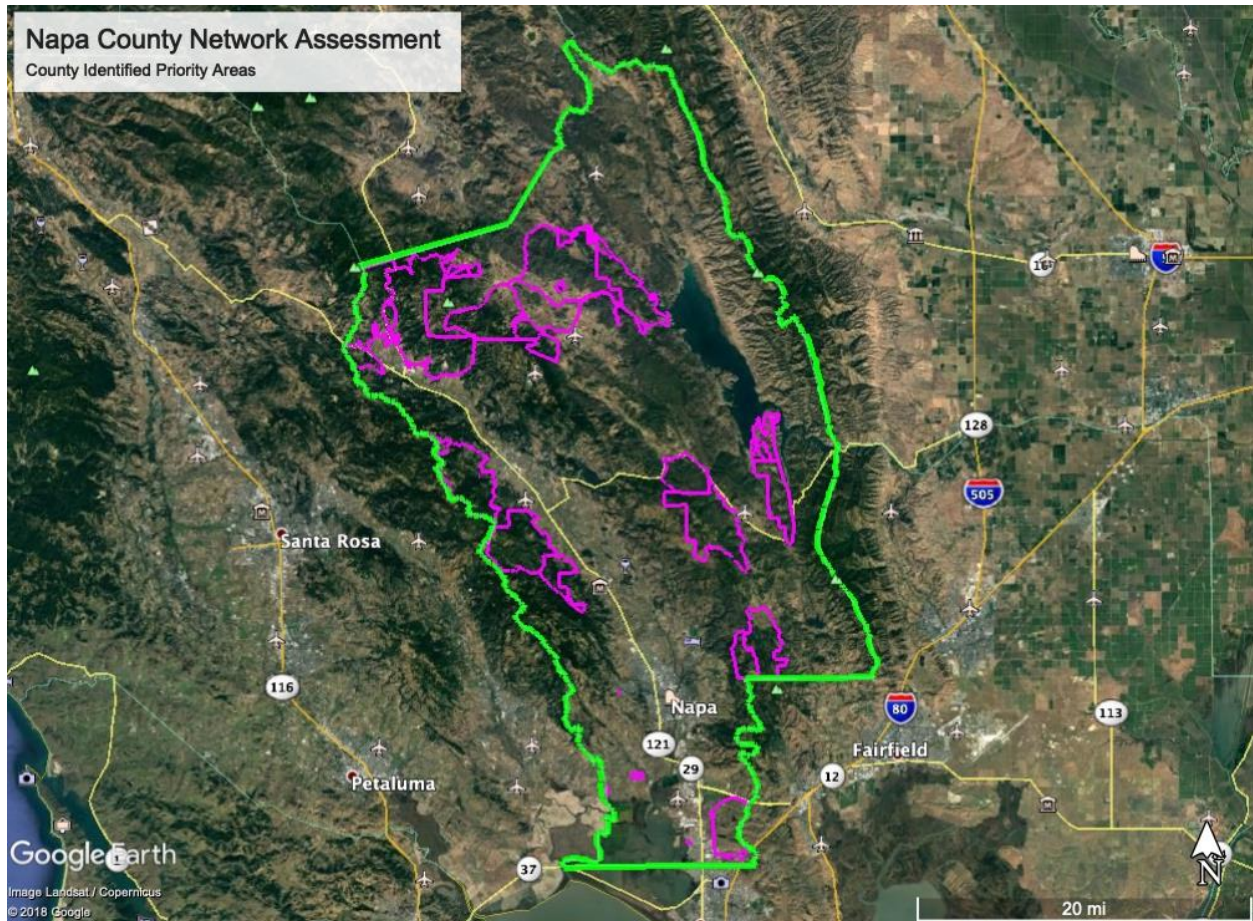 Napa County Network Assessment
County Identified Priority Areas
16
128
505
Santa Rosa
116
Napa
80
113
121
Fairfield
29
12
Petaluma
37
Google Earth
N
Image Landsat / Copernicus
© 2018 Google
20 mi